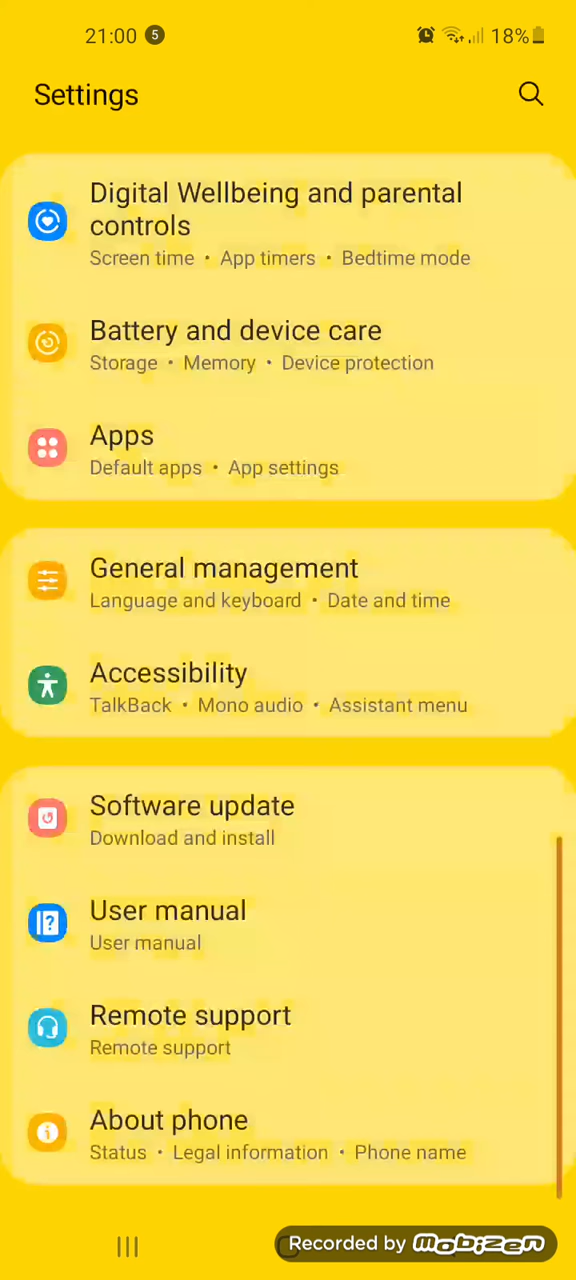 21:00 5 18%
Settings
Digital Wellbeing and parental
controls
Screen time • App timers • Bedtime mode
Battery and device care
Storage • Memory • Device protection
Apps
Default apps • App settings
General management
Language and keyboard • Date and time
Accessibility
TalkBack • Mono audio • Assistant menu
Software update
Download and install
User manual
User manual
Remote support
Remote support
About phone
Status • Legal information • Phone name
Recorded by mobizen